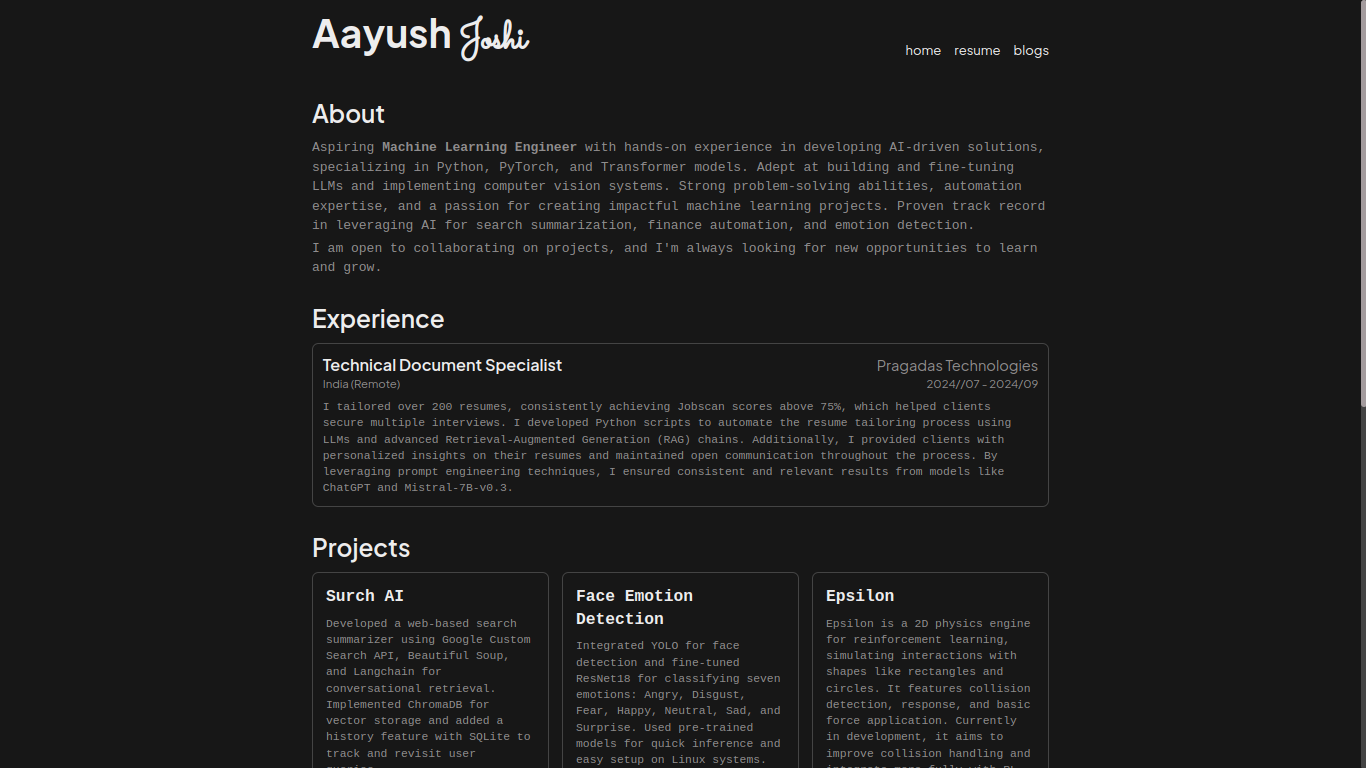 Aayush Joshi
home resume blogs
About
Aspiring Machine Learning Engineer with hands-on experience in developing AI-driven solutions,
specializing in Python, PyTorch, and Transformer models. Adept at building and fine-tuning
LLMs and implementing computer vision systems. Strong problem-solving abilities, automation
expertise, and a passion for creating impactful machine learning projects. Proven track record
in leveraging AI for search summarization, finance automation, and emotion detection.
I am open to collaborating on projects, and I'm always looking for new opportunities to learn
and grow.
Experience
Technical Document Specialist
Pragadas Technologies
India (Remote)
2024//07 - 2024/09
I tailored over 200 resumes, consistently achieving Jobscan scores above 75%, which helped clients
secure multiple interviews. I developed Python scripts to automate the resume tailoring process using
LLMs and advanced Retrieval-Augmented Generation (RAG) chains. Additionally, I provided clients with
personalized insights on their resumes and maintained open communication throughout the process. By
leveraging prompt engineering techniques, I ensured consistent and relevant results from models like
ChatGPT and Mistral-7B-v0.3.
Projects
Surch AI
Developed a web-based search
summarizer using Google Custom
Search API, Beautiful Soup,
and Langchain for
conversational retrieval.
Implemented ChromaDB for
vector storage and added a
history feature with SQLite to
track and revisit user
Face Emotion
Detection
Integrated YOLO for face
detection and fine-tuned
ResNet18 for classifying seven
emotions: Angry, Disgust,
Fear, Happy, Neutral, Sad, and
Surprise. Used pre-trained
models for quick inference and
easy setup on Linux systems.
Epsilon
Epsilon is a 2D physics engine
for reinforcement learning,
simulating interactions with
shapes like rectangles and
circles. It features collision
detection, response, and basic
force application. Currently
in development, it aims to
improve collision handling and